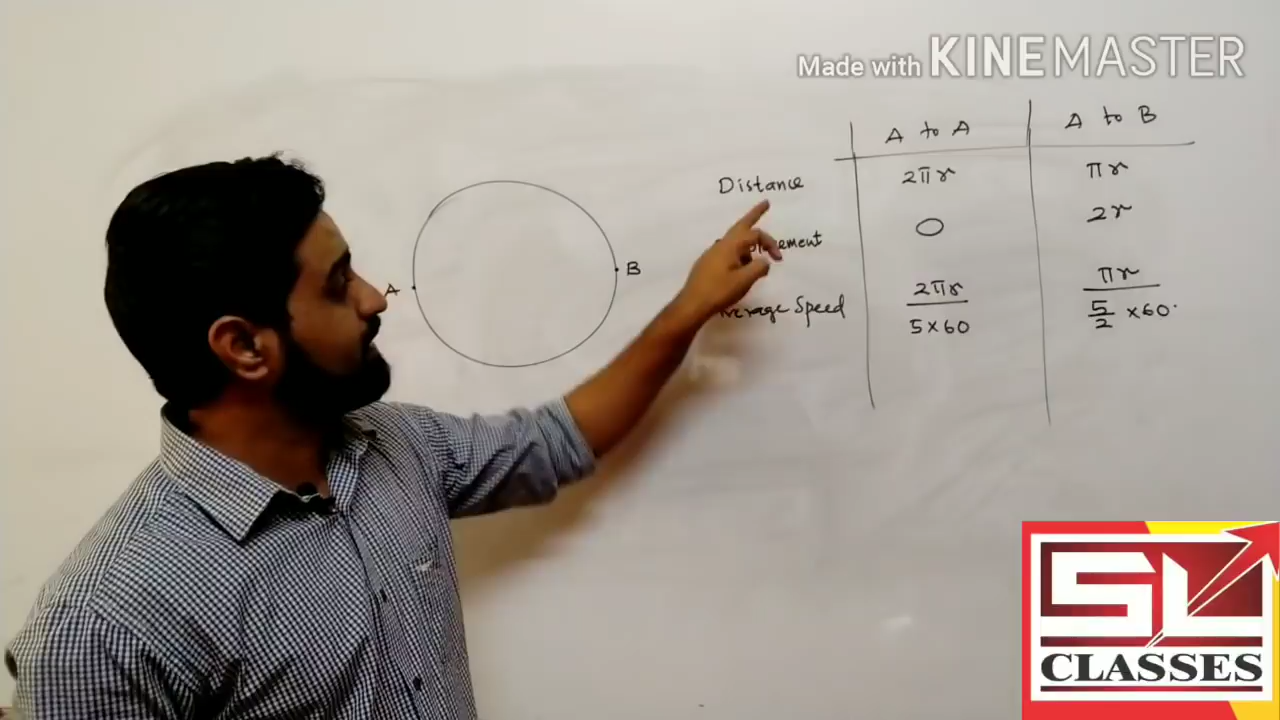 Made with KINEMASTER
A to A
A to B
Distance
2πr
πr
0
2r
Average Speed
2πr
5×60
πr
5/2 ×60.
A
B
SL
CLASSES